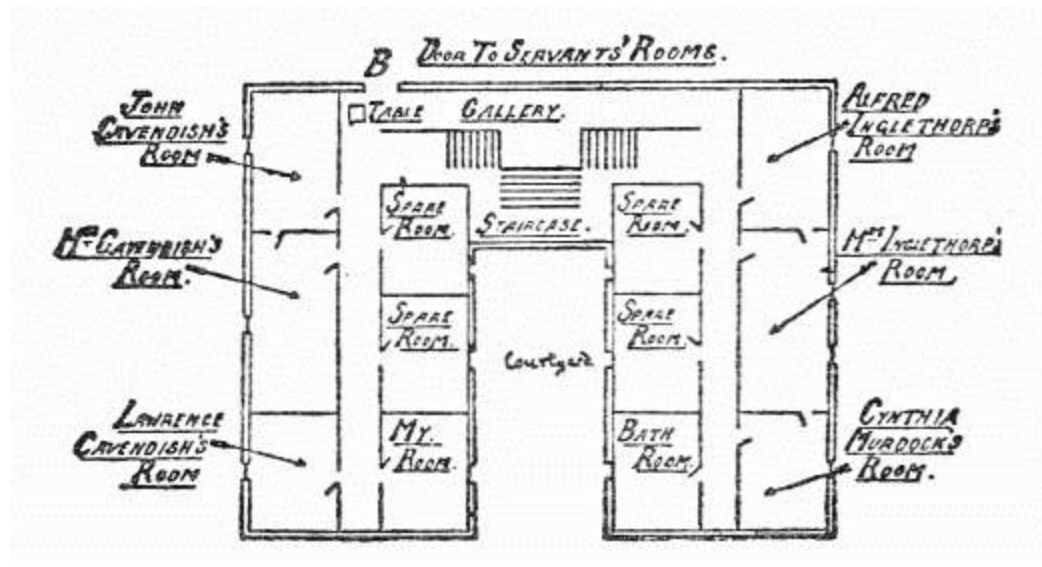 B DOOR TO SERVANTS' ROOMS.
JOHN
CAVENDISH'S
ROOM
TABLE
GALLERY.
ALFRED
INGLETHORP'S
ROOM
SPARE
ROOM.
STAIRCASE.
SPARE
ROOM.
MRS CAVENDISH'S
ROOM.
MRS INGLETHORP'S
ROOM.
SPARE
ROOM.
Courtyard
SPARE
ROOM.
LAWRENCE
CAVENDISH'S
ROOM
MY.
ROOM.
BATH
ROOM.
CYNTHIA
MURDOCK'S
ROOM.